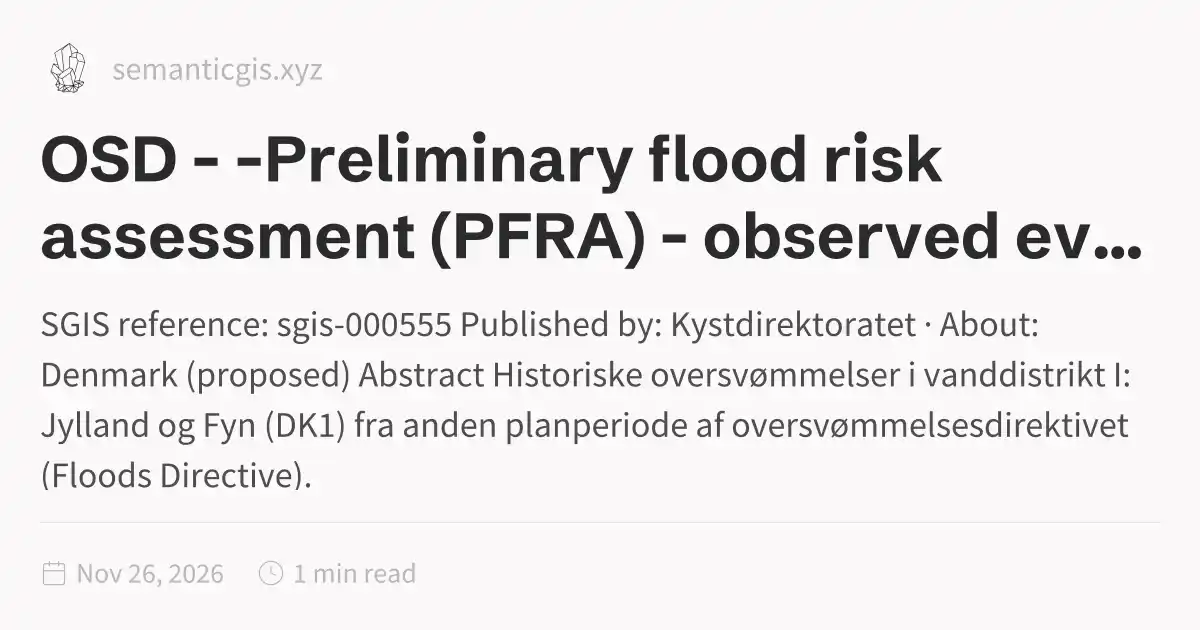 semanticgis.xyz
OSD - -Preliminary flood risk
assessment (PFRA) - observed ev...
SGIS reference: sgis-000555 Published by: Kystdirektoratet · About:
Denmark (proposed) Abstract Historiske oversvømmelser i vanddistrikt I:
Jylland og Fyn (DK1) fra anden planperiode af oversvømmelsesdirektivet
(Floods Directive).
Nov 26, 2026 1 min read